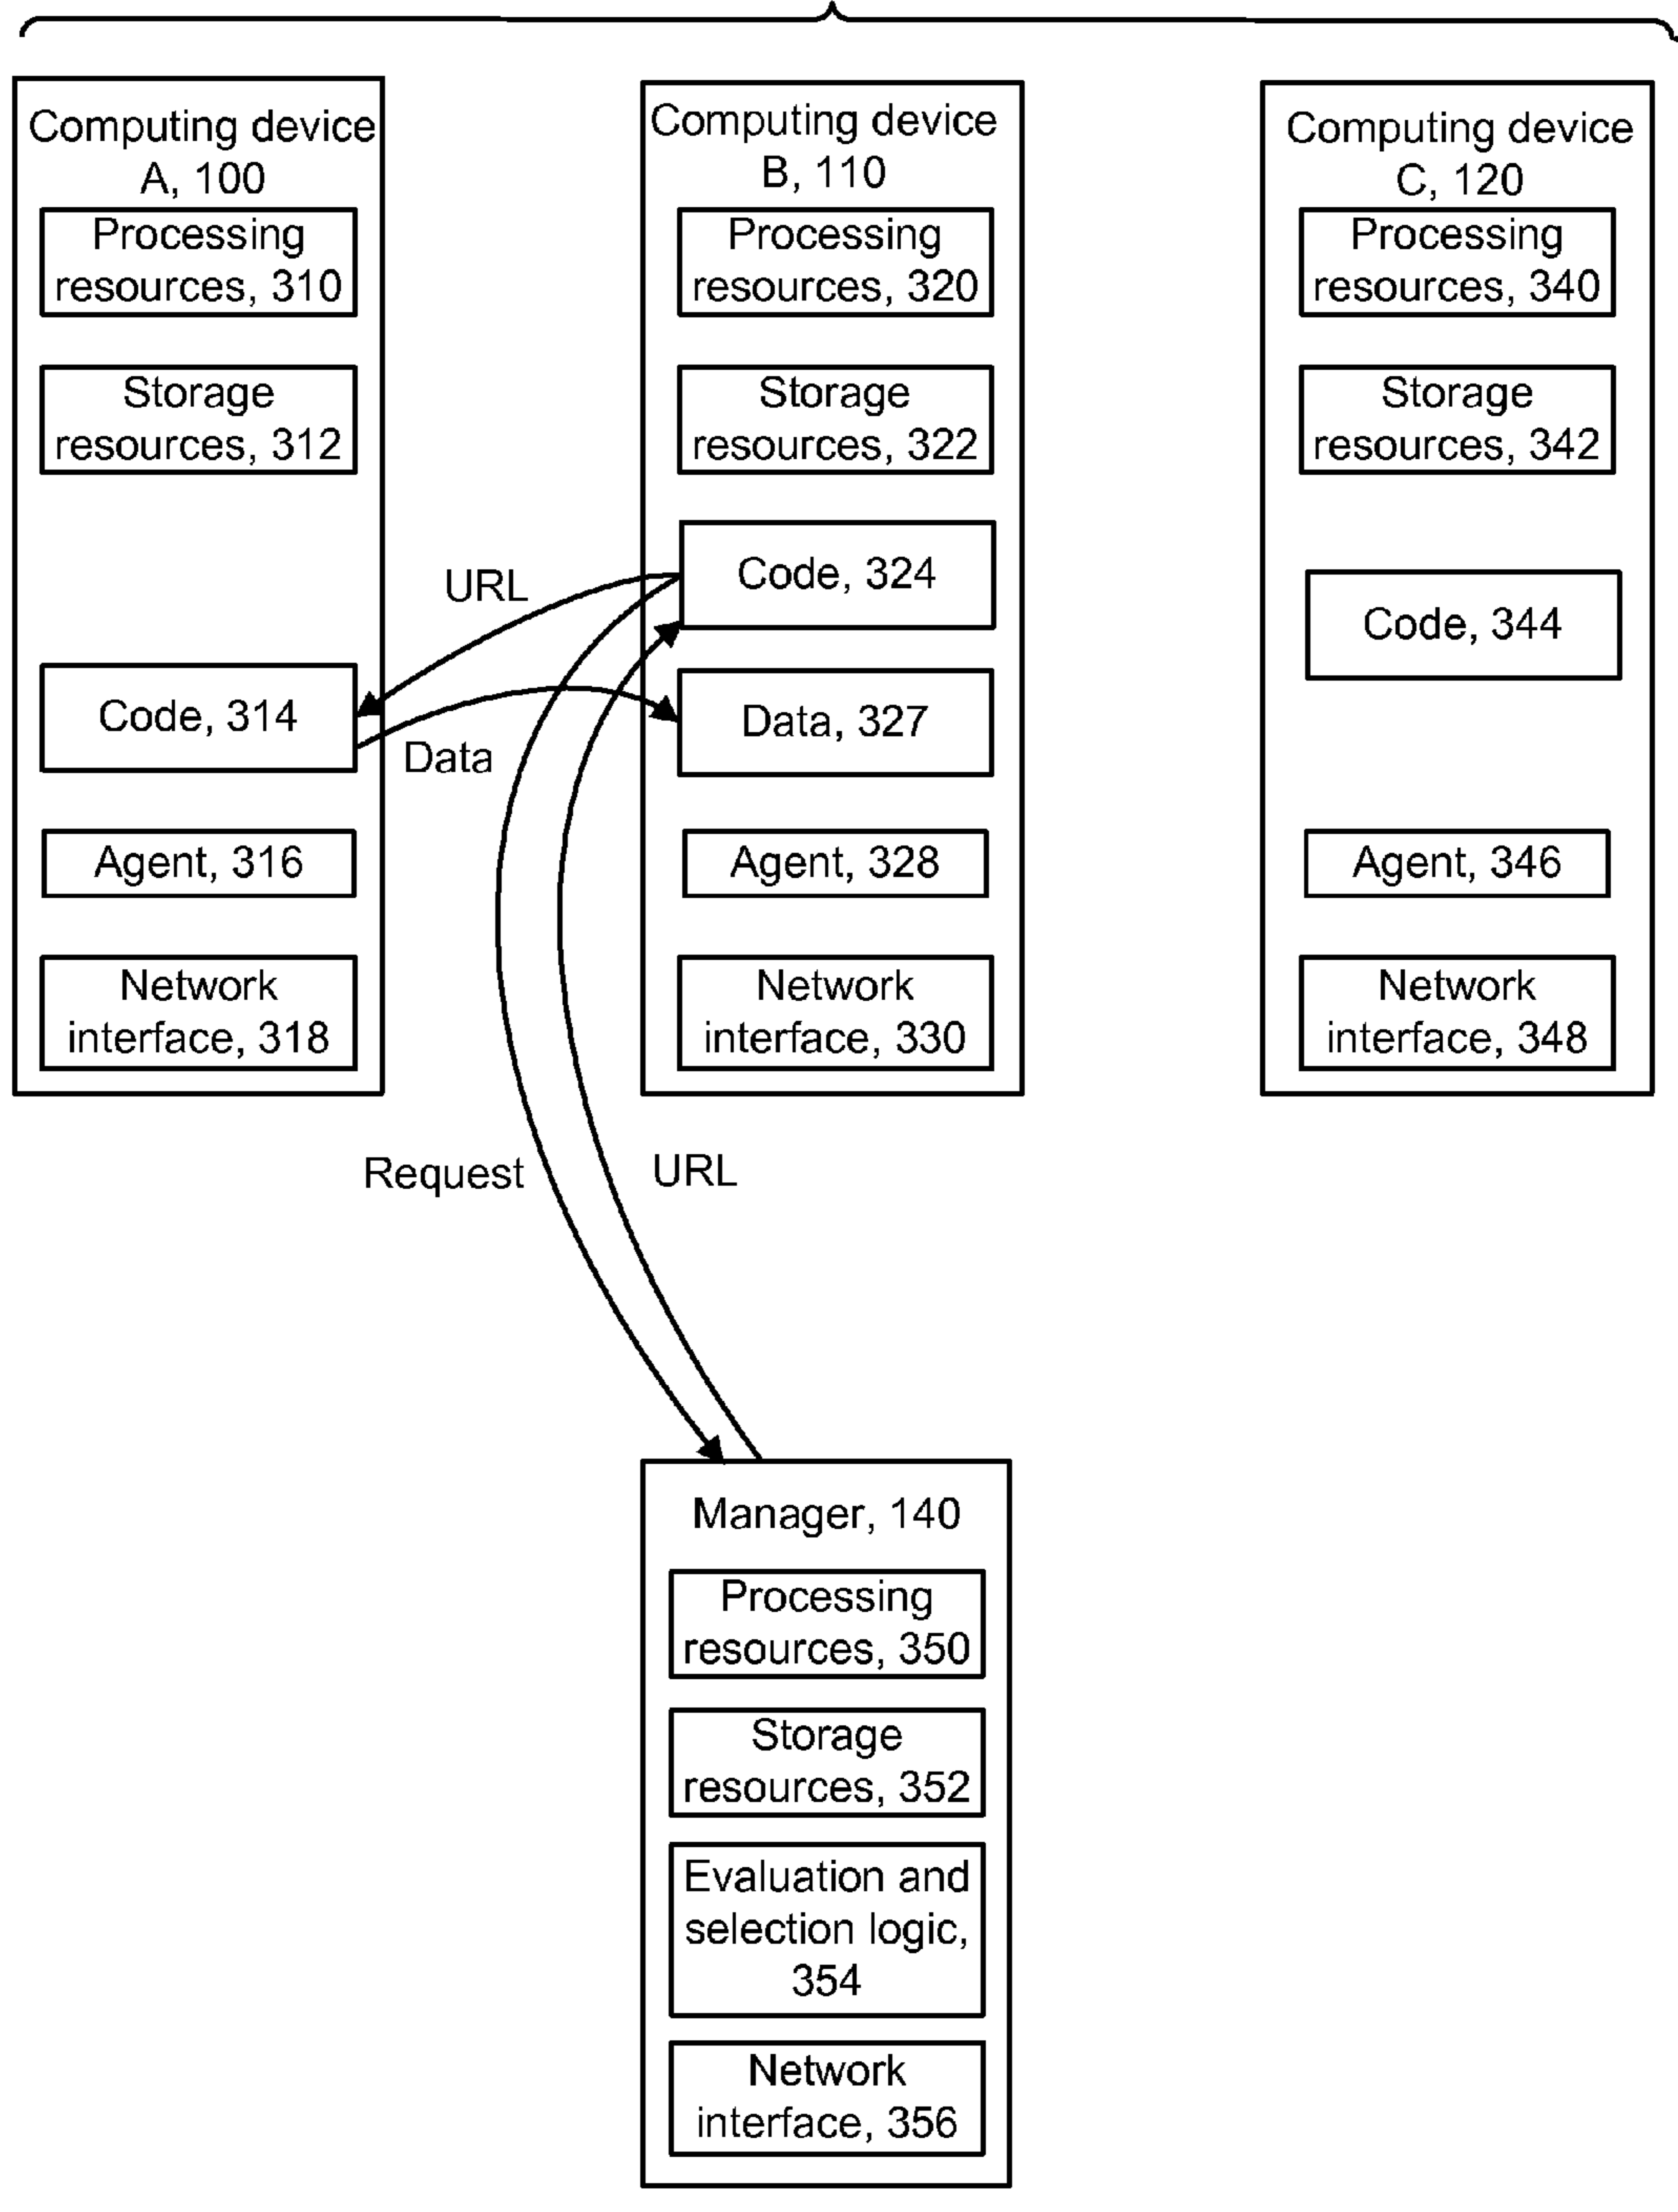 Computing device
A, 100
Processing
resources, 310
Storage
resources, 312
Code, 314
Agent, 316
Network
interface, 318
Computing device
B, 110
Processing
resources, 320
Storage
resources, 322
Code, 324
Data, 327
Agent, 328
Network
interface, 330
Computing device
C, 120
Processing
resources, 340
Storage
resources, 342
Code, 344
Agent, 346
Network
interface, 348
URL
Data
Request
URL
Manager, 140
Processing
resources, 350
Storage
resources, 352
Evaluation and
selection logic,
354
Network
interface, 356